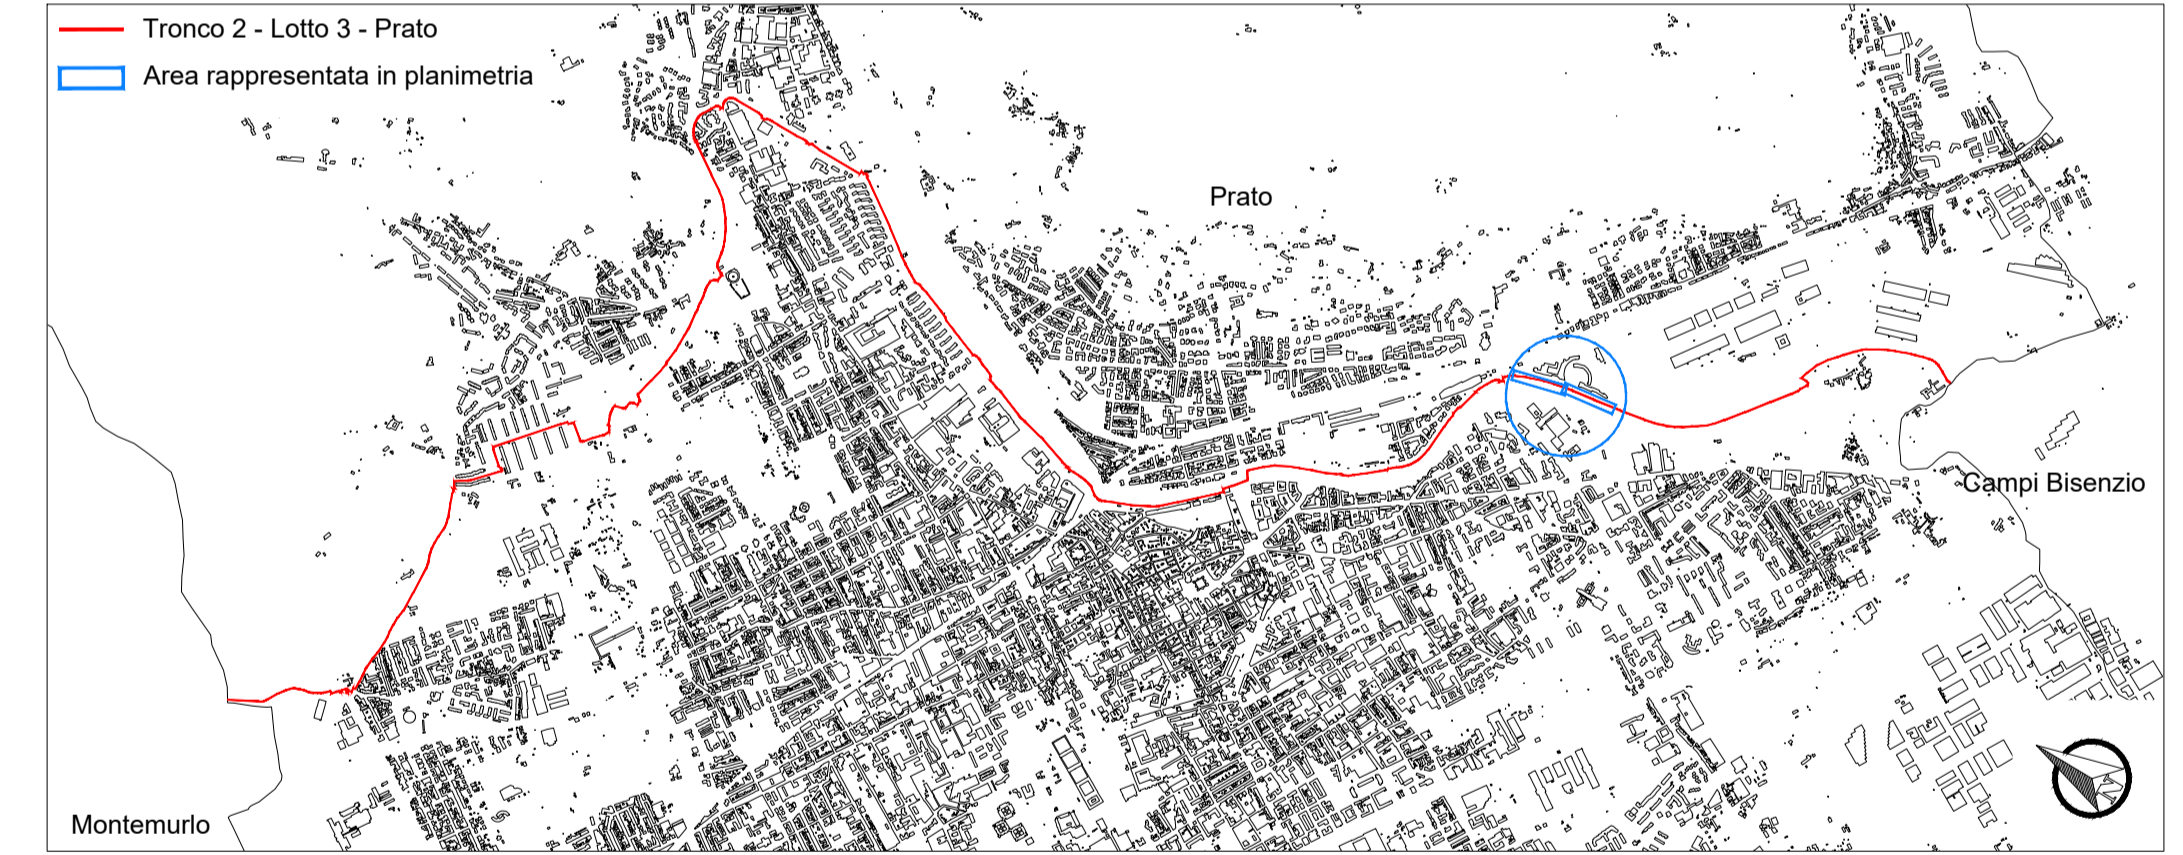 Tronco 2 - Lotto 3 - Prato
Area rappresentata in planimetria
Prato
Campi Bisenzio
Montemurlo
N